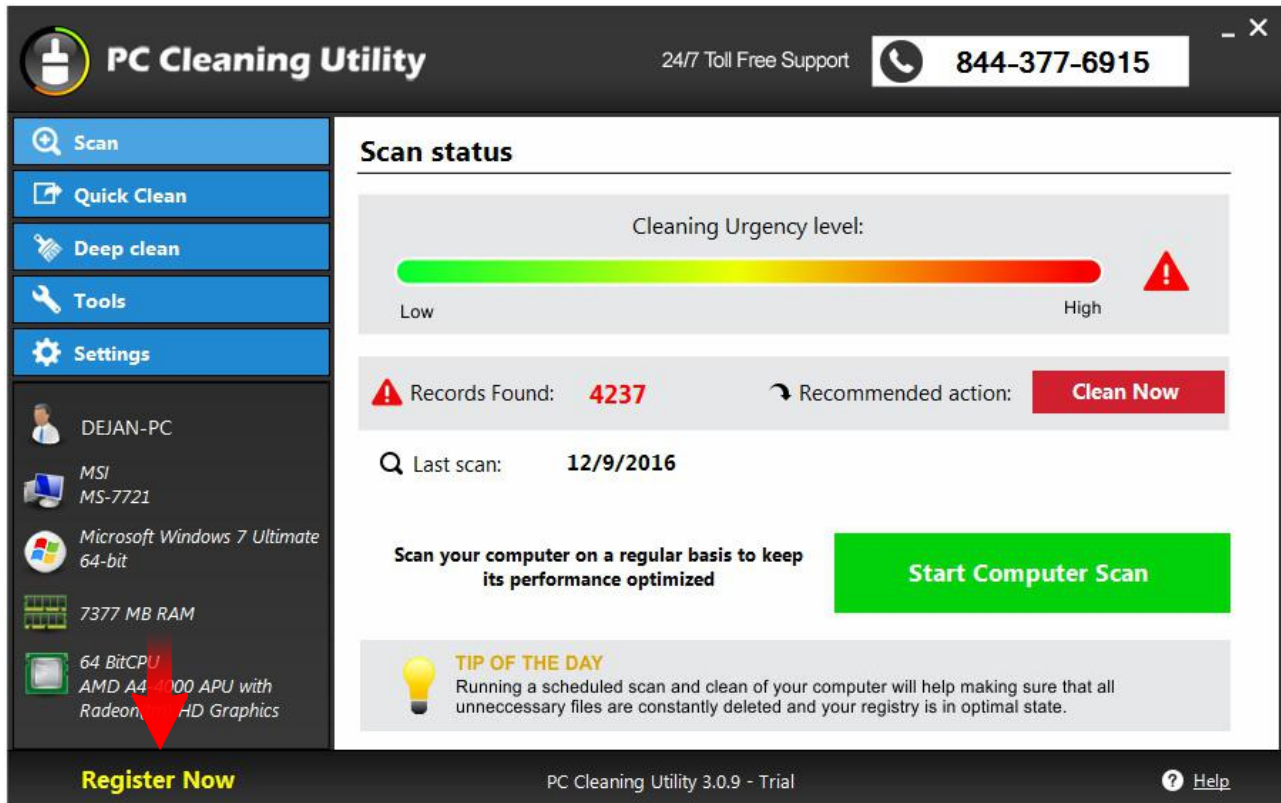 PC Cleaning Utility
24/7 Toll Free Support
844-377-6915
Scan
Quick Clean
Deep clean
Tools
Settings
DEJAN-PC
MSI
MS-7721
Microsoft Windows 7 Ultimate
64-bit
7377 MB RAM
64 BitCPU
AMD A4-4000 APU with
HD Graphics
Register Now
Scan status
Cleaning Urgency level:
Low
High
Records Found: 4237
Recommended action: Clean Now
Last scan: 12/9/2016
Scan your computer on a regular basis to keep
its performance optimized
Start Computer Scan
TIP OF THE DAY
Running a scheduled scan and clean of your computer will help making sure that all
unneccessary files are constantly deleted and your registry is in optimal state.
PC Cleaning Utility 3.0.9 - Trial
Help